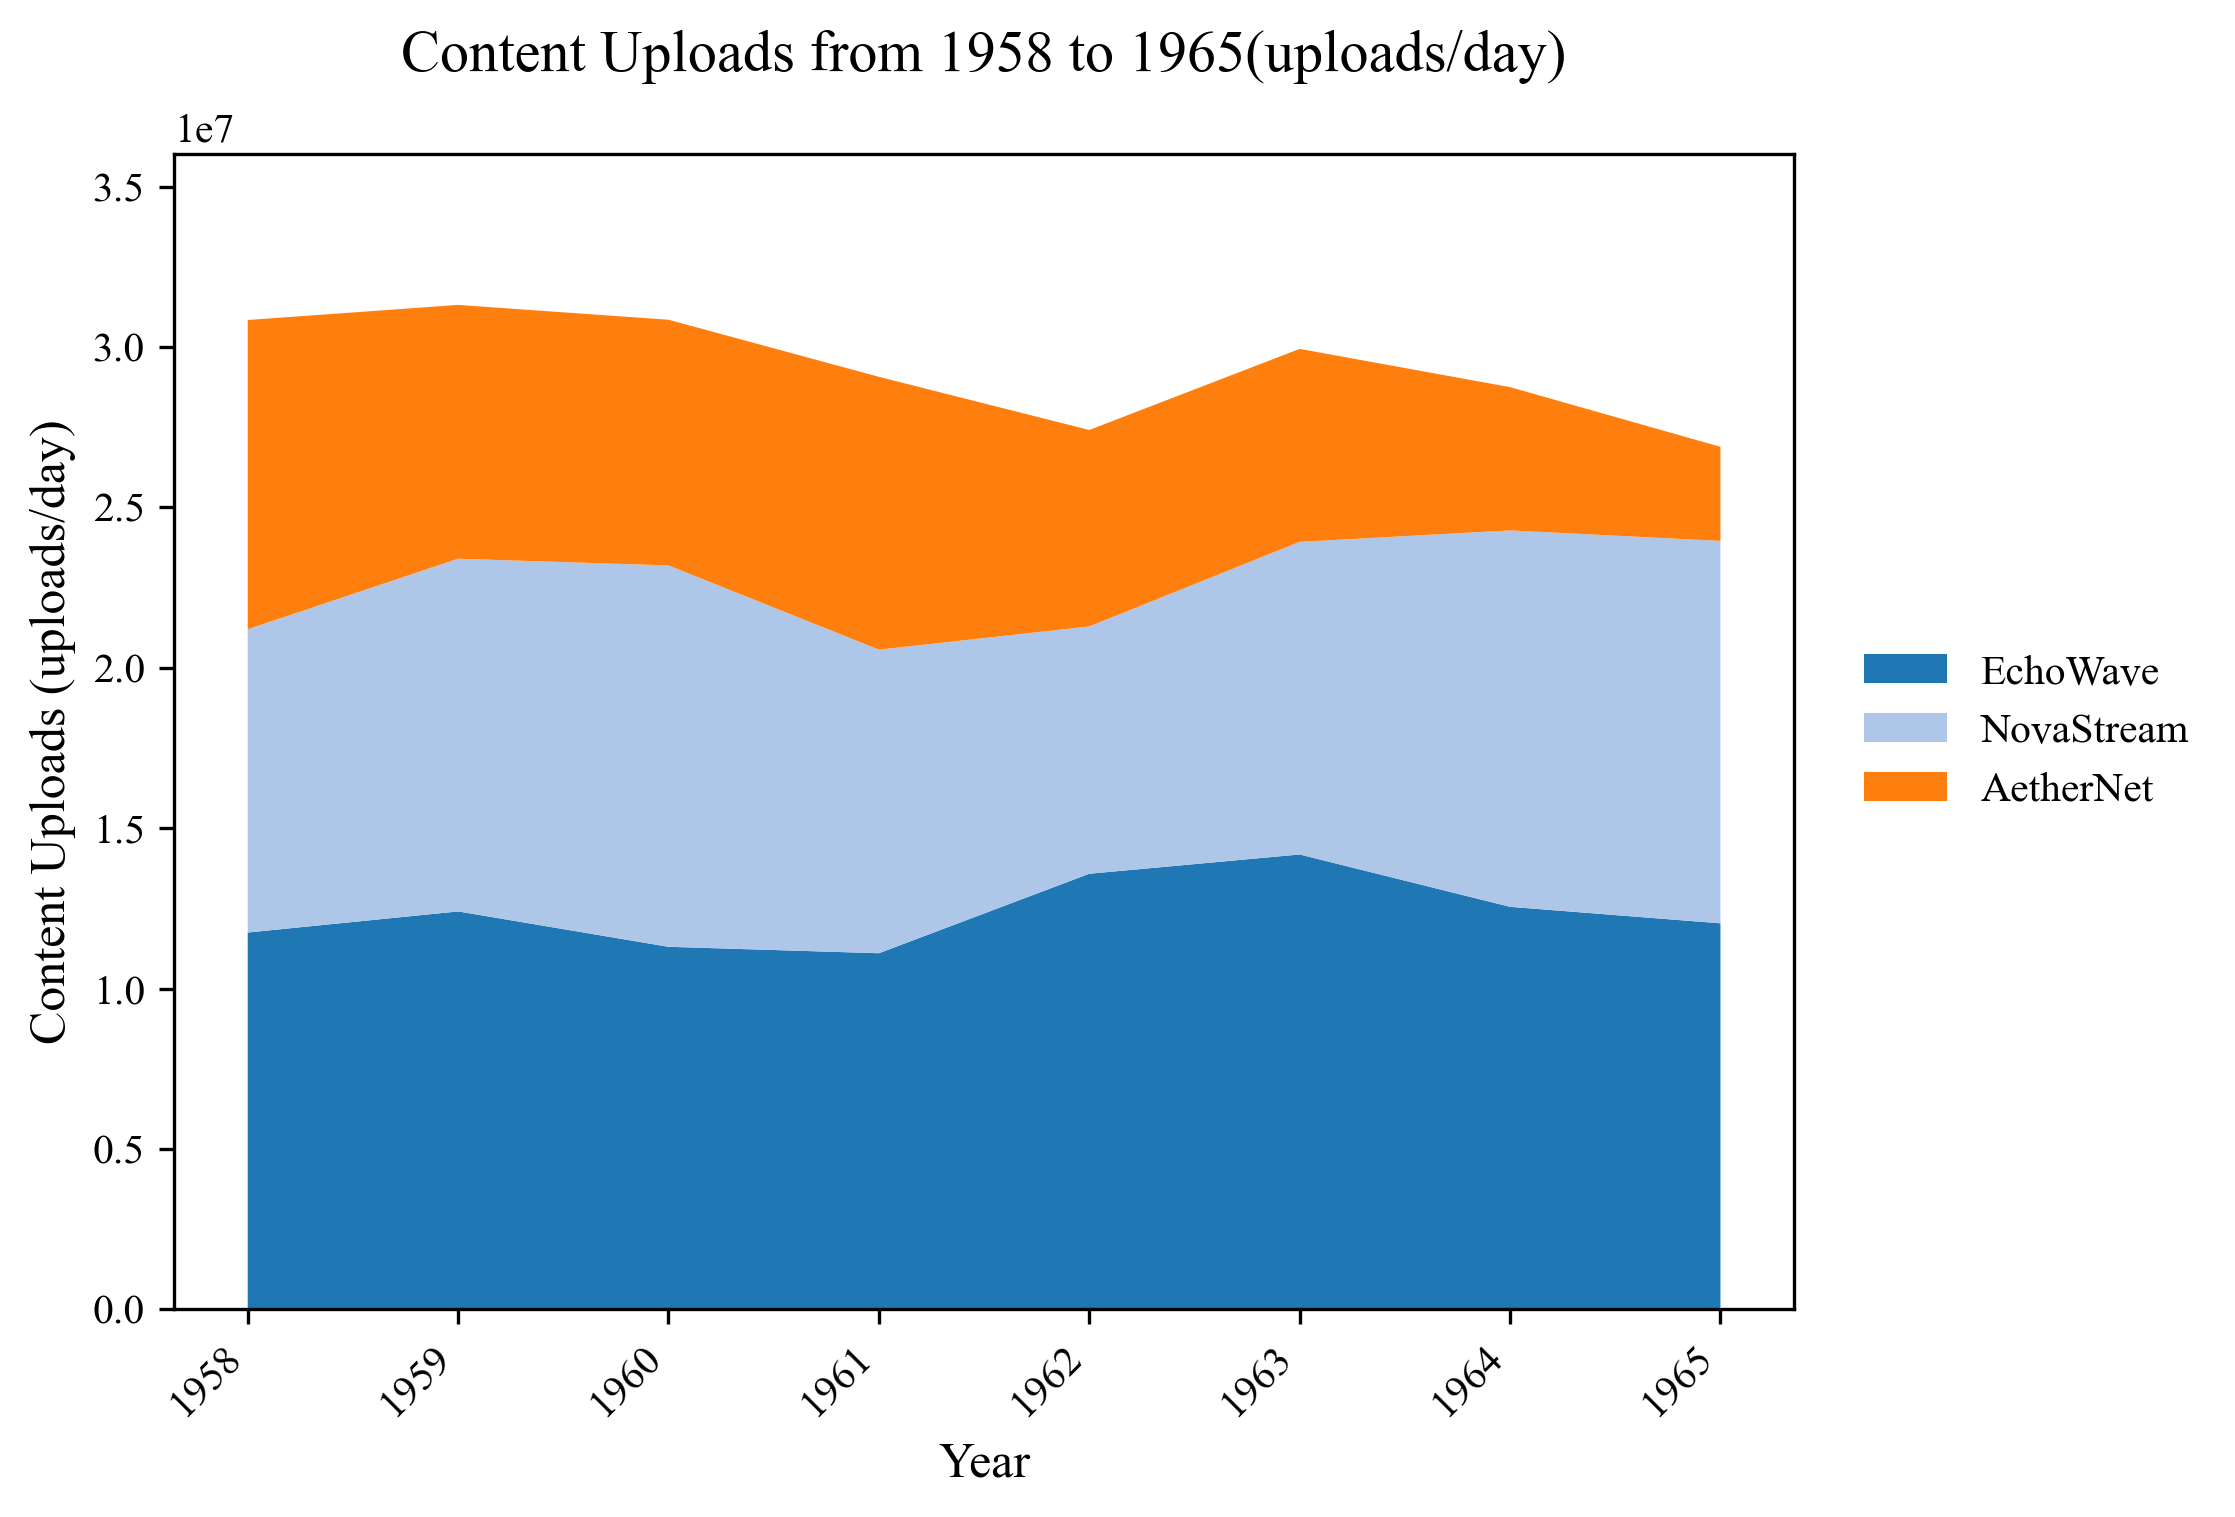 Content Uploads from 1958 to 1965(uploads/day)
1e7
3.5
3.0
2.5
2.0
1.5
1.0
0.5
0.0
Content Uploads (uploads/day)
1958
1959
1960
1961
1962
1963
1964
1965
Year
EchoWave
NovaStream
AetherNet